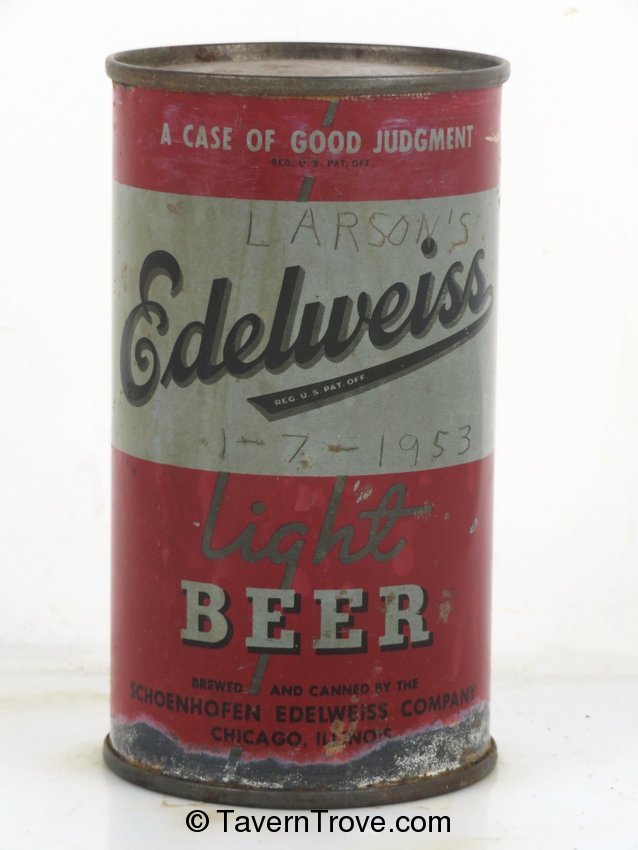 A CASE OF GOOD JUDGMENT
REG. U. S. PAT. OFF.
LARSON'S
Edelweiss
REG. U. S. PAT. OFF.
1-7-1953
light
BEER
BREWED AND CANNED BY THE
SCHOENHOFEN EDELWEISS COMPANY
CHICAGO, ILLINOIS
© TavernTrove.com